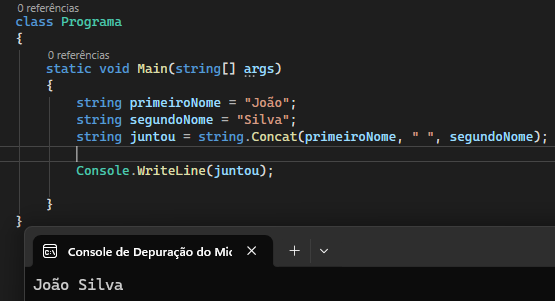 0 referências
class Programa
{
0 referências
static void Main(string[] args)
{
string primeiroNome = "João";
string segundoNome = "Silva";
string juntou = string.Concat(primeiroNome, " ", segundoNome);
Console.WriteLine(juntou);
}
}
Console de Depuração do Mic
João Silva